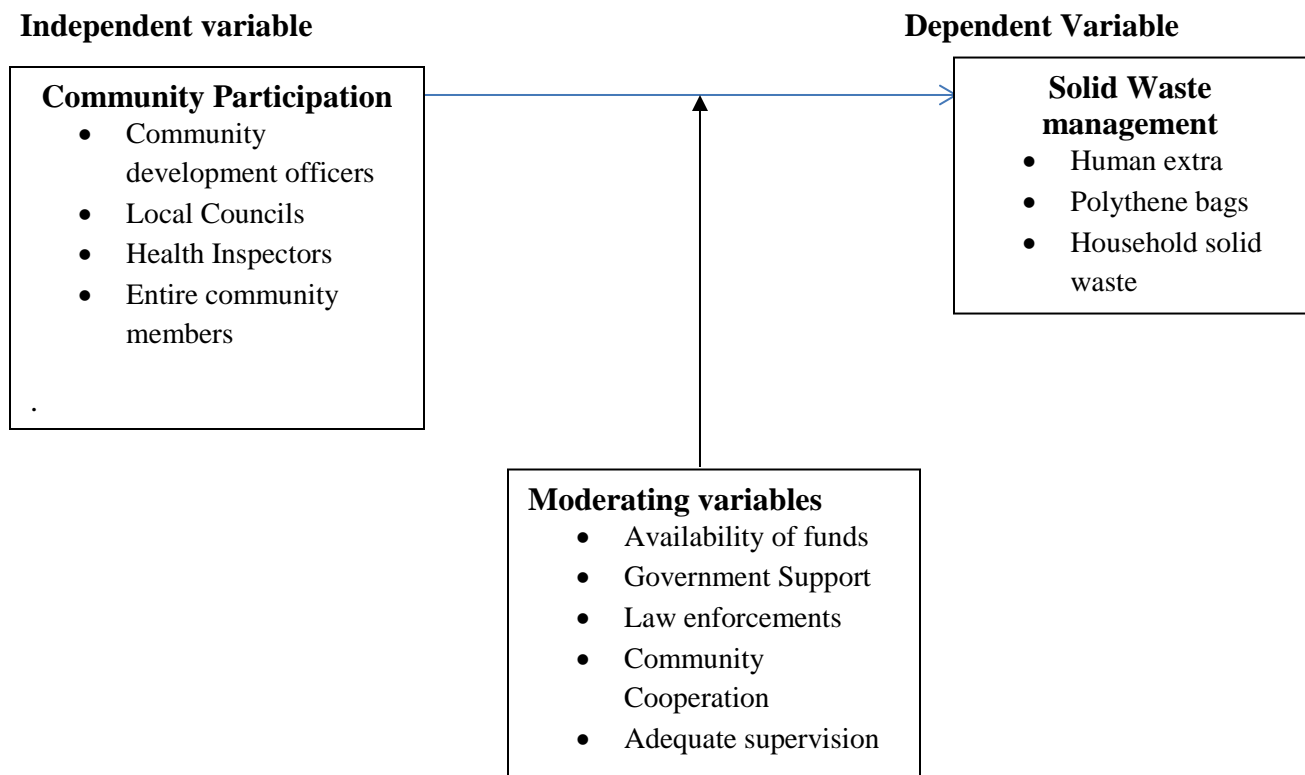 Independent variable
Dependent Variable
Community Participation
• Community
development officers
• Local Councils
• Health Inspectors
• Entire community
members
.
Solid Waste
management
• Human extra
• Polythene bags
• Household solid
waste
Moderating variables
• Availability of funds
• Government Support
• Law enforcements
• Community
Cooperation
• Adequate supervision